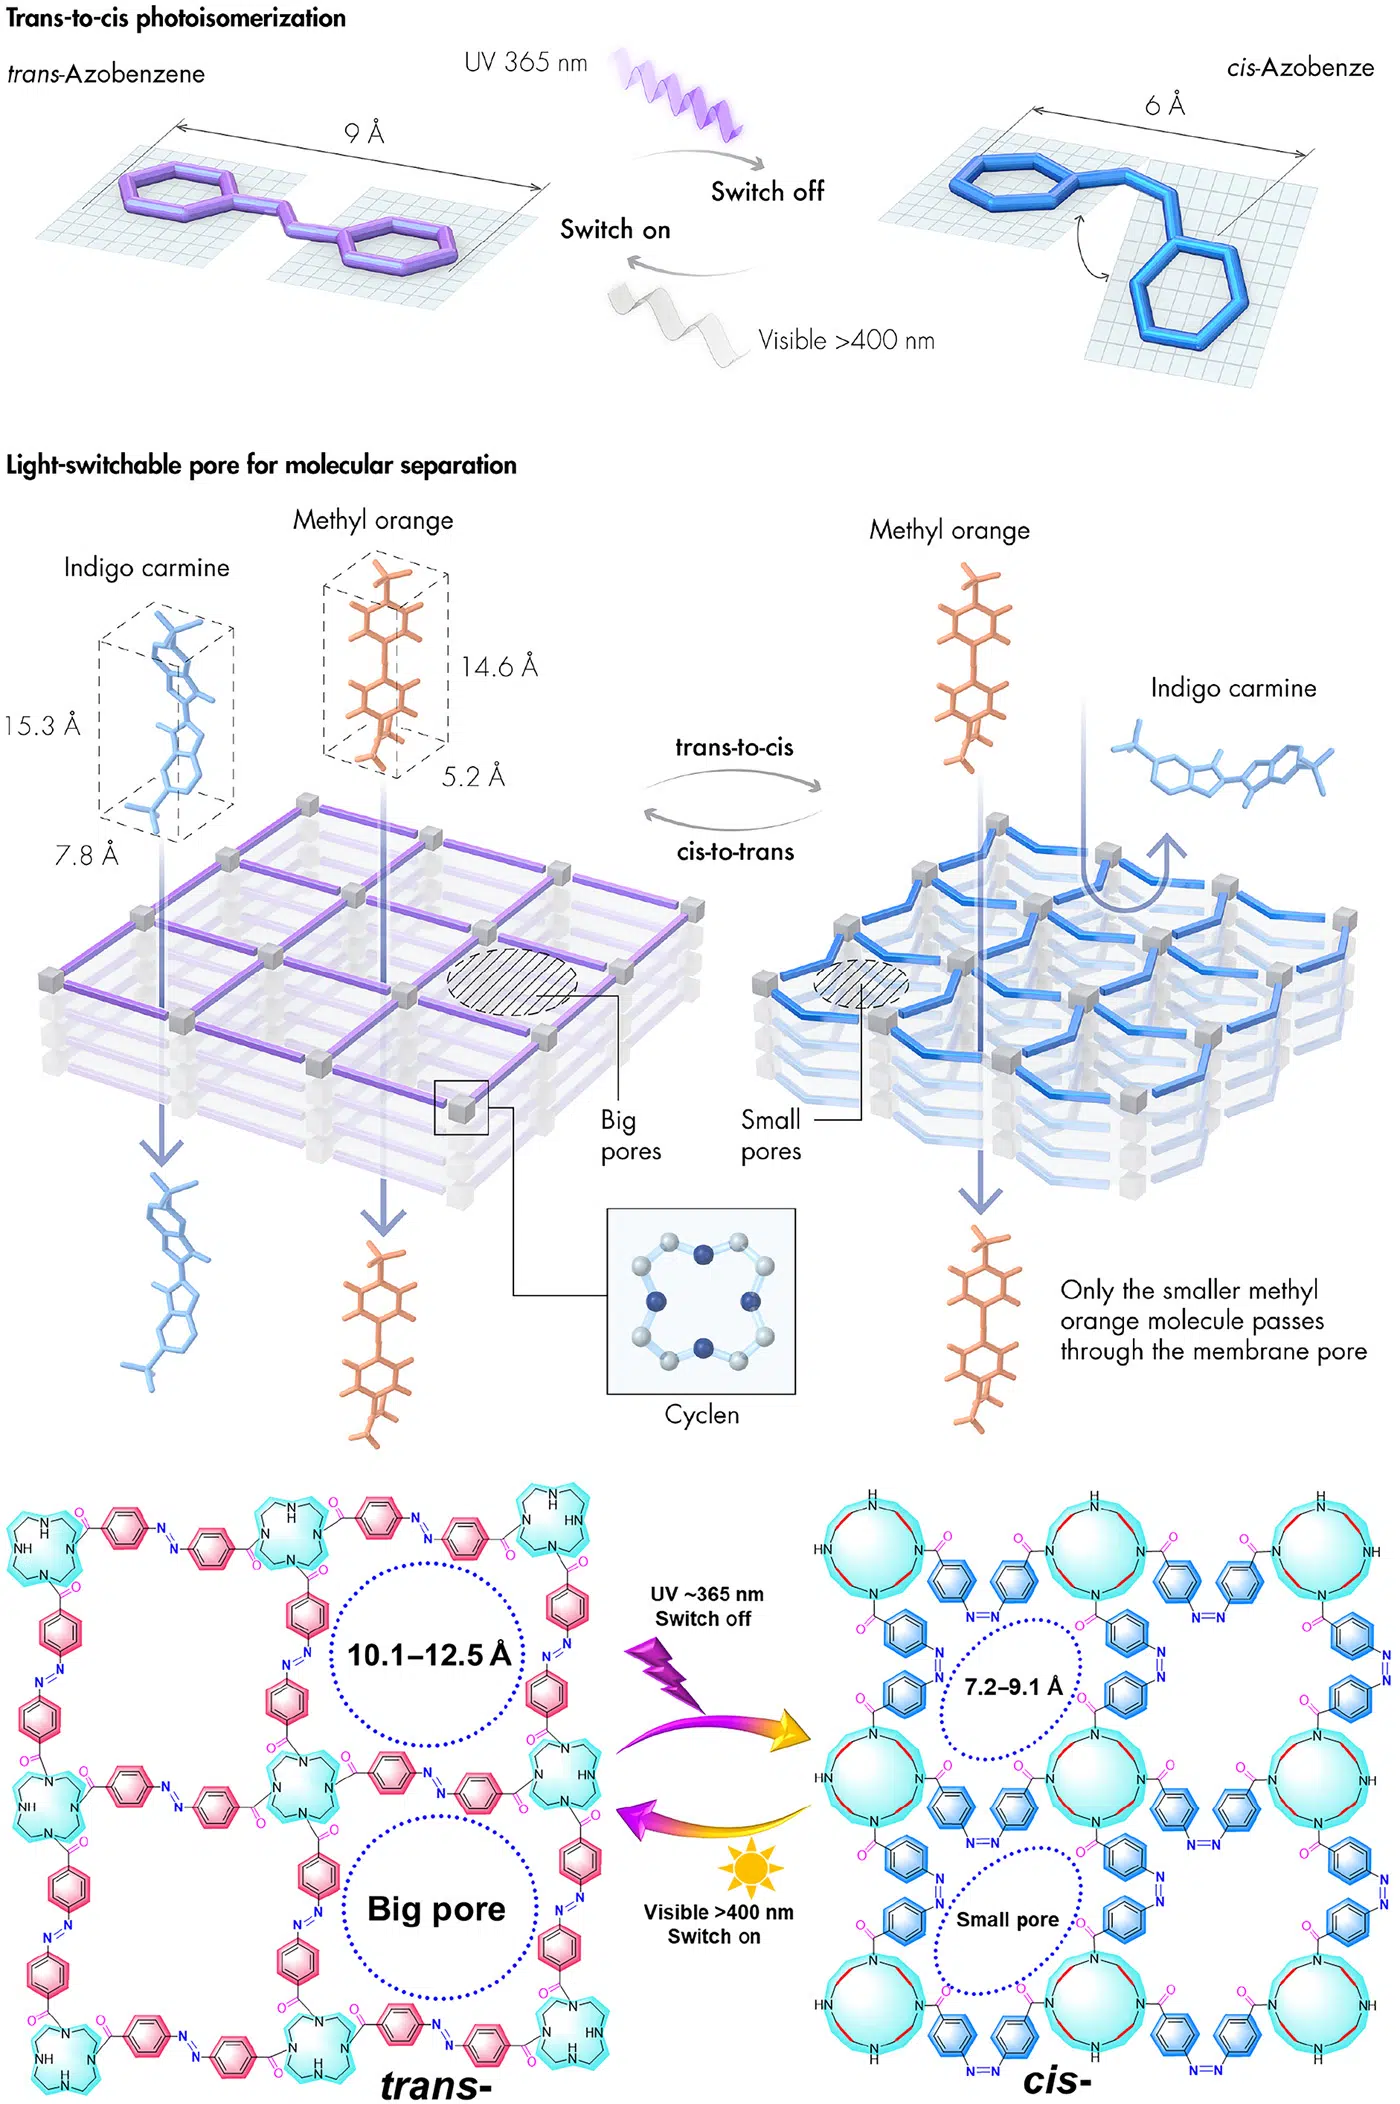 Trans-to-cis photoisomerization
trans-Azobenzene
UV 365 nm
cis-Azobenze
9 Å
6 Å
Switch off
Switch on
Visible >400 nm
Light-switchable pore for molecular separation
Methyl orange
Methyl orange
Indigo carmine
14.6 Å
Indigo carmine
15.3 Å
trans-to-cis
5.2 Å
7.8 Å
cis-to-trans
Big
pores
Small
pores
Only the smaller methyl
orange molecule passes
through the membrane pore
Cyclen
UV ~365 nm
Switch off
10.1–12.5 Å
7.2–9.1 Å
Big pore
Visible >400 nm
Switch on
Small pore
trans-
cis-